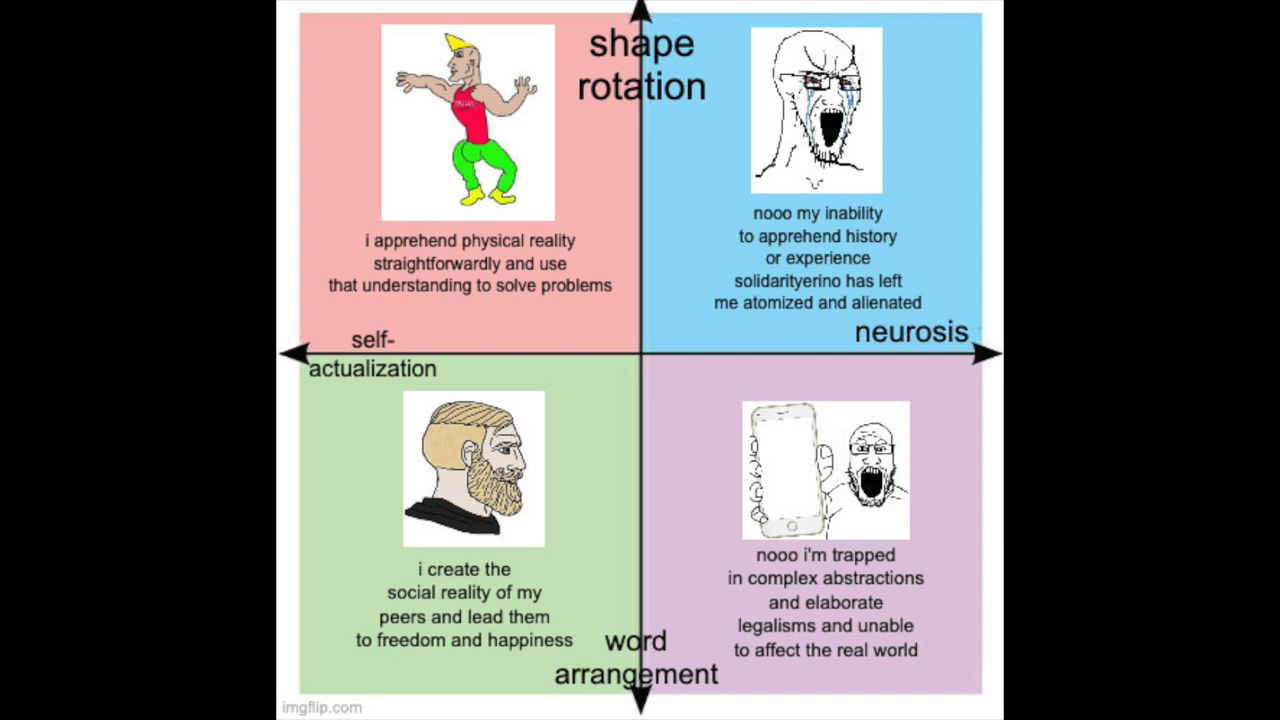 shape
rotation
i apprehend physical reality
straightforwardly and use
that understanding to solve problems
nooo my inability
to apprehend history
or experience
solidarityerino has left
me atomized and alienated
self-
actualization
neurosis
i create the
social reality of my
peers and lead them
to freedom and happiness
nooo i'm trapped
in complex abstractions
and elaborate
legalisms and unable
to affect the real world
word
arrangement
imgflip.com